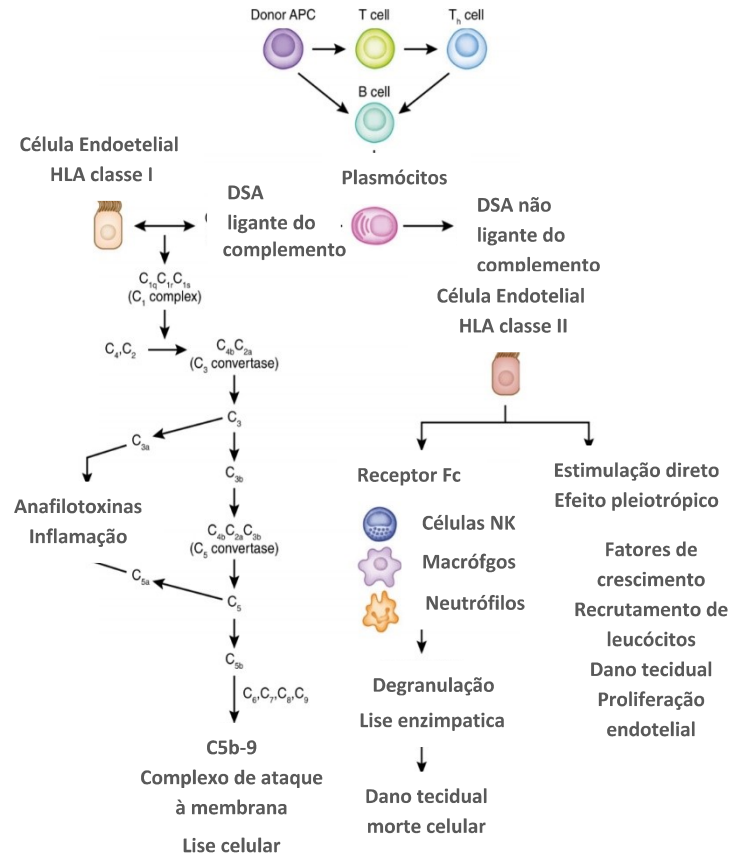 Donor APC
T cell
Th cell
B cell
Plasmócitos
Célula Endoetelial
HLA classe I
DSA
ligante do
complemento
DSA não
ligante do
complemento
C1qC1rC1s
(C1 complex)
C4,C2
C4bC2a
(C3 convertase)
C3
C3a
C3b
Anafilotoxinas
Inflamação
C4bC2aC3b
(C5 convertase)
C5a
C5
C5b
C6,C7,C8,C9
C5b-9
Complexo de ataque
à membrana
Lise celular
Célula Endotelial
HLA classe II
Receptor Fc
Células NK
Macrófgos
Neutrófilos
Degranulação
Lise enzimpatica
Dano tecidual
morte celular
Estimulação direto
Efeito pleiotrópico
Fatores de
crescimento
Recrutamento de
leucócitos
Dano tecidual
Proliferação
endotelial